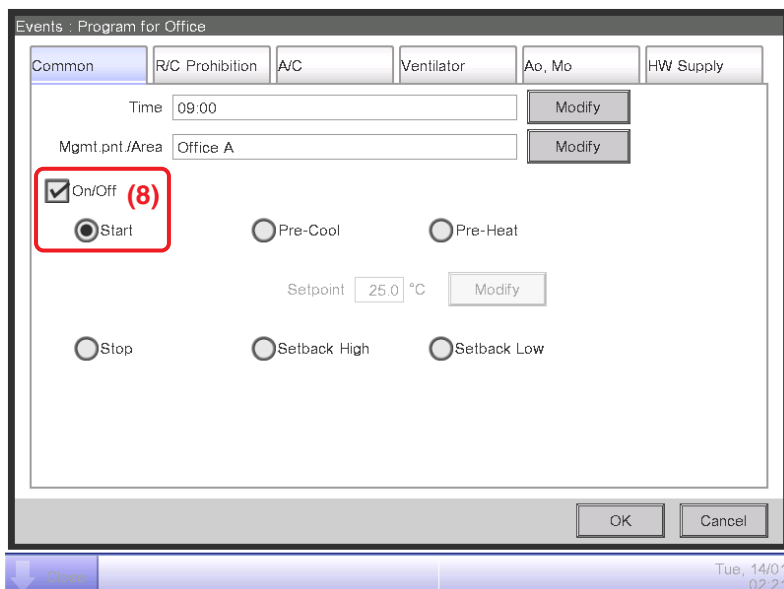 Events : Program for Office
Common R/C Prohibition A/C Ventilator Ao, Mo HW Supply
Time 09:00 Modify
Mgmt.pnt./Area Office A Modify
On/Off (8)
Start Pre-Cool Pre-Heat
Setpoint 25.0 °C Modify
Stop Setback High Setback Low
OK Cancel
Tue, 14/01
02:21